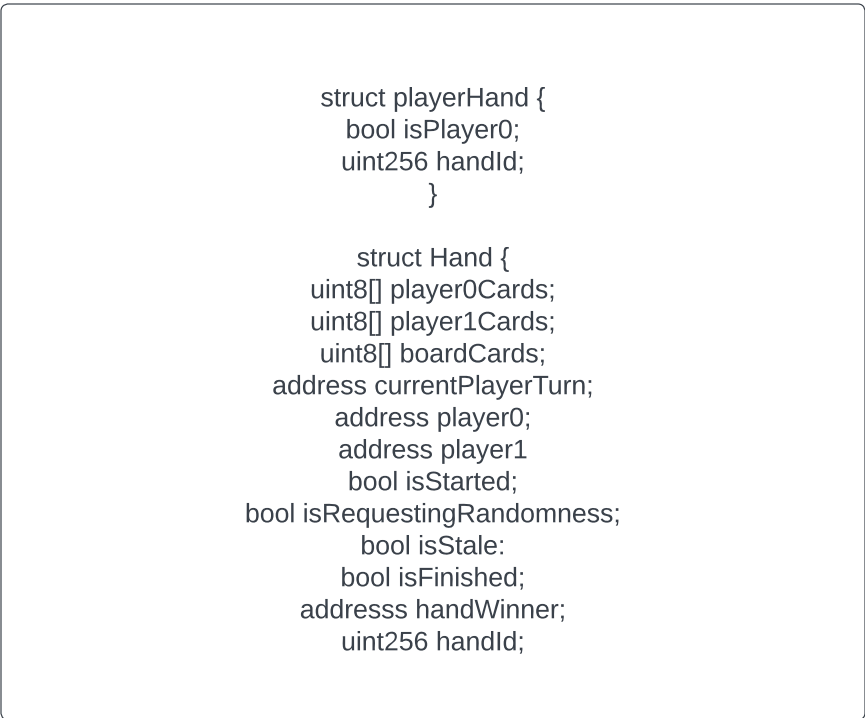 struct playerHand {
bool isPlayer0;
uint256 handId;
}
struct Hand {
uint8[] player0Cards;
uint8[] player1Cards;
uint8[] boardCards;
address currentPlayerTurn;
address player0;
address player1
bool isStarted;
bool isRequestingRandomness;
bool isStale:
bool isFinished;
addresss handWinner;
uint256 handId;